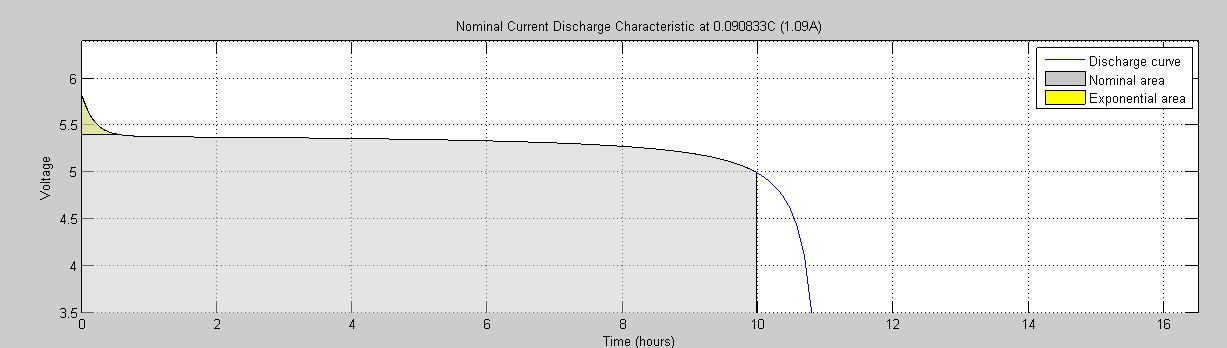 Nominal Current Discharge Characteristic at 0.090833C (1.09A)
Discharge curve
Nominal area
Exponential area
Voltage
6
5.5
5
4.5
4
3.5
0 2 4 6 8 10 12 14 16
Time (hours)